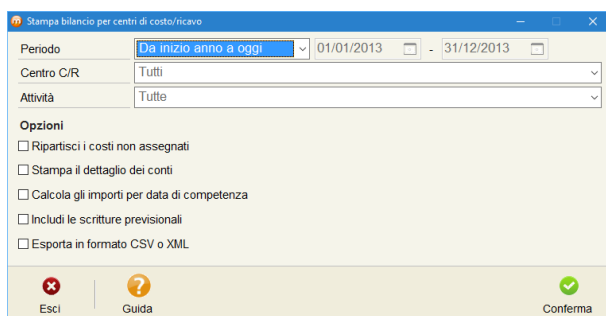 Stampa bilancio per centri di costo/ricavo
Periodo Da inizio anno a oggi 01/01/2013 - 31/12/2013
Centro C/R Tutti
Attività Tutte
Opzioni
Ripartisci i costi non assegnati
Stampa il dettaglio dei conti
Calcola gli importi per data di competenza
Includi le scritture previsionali
Esporta in formato CSV o XML
Esci Guida Conferma